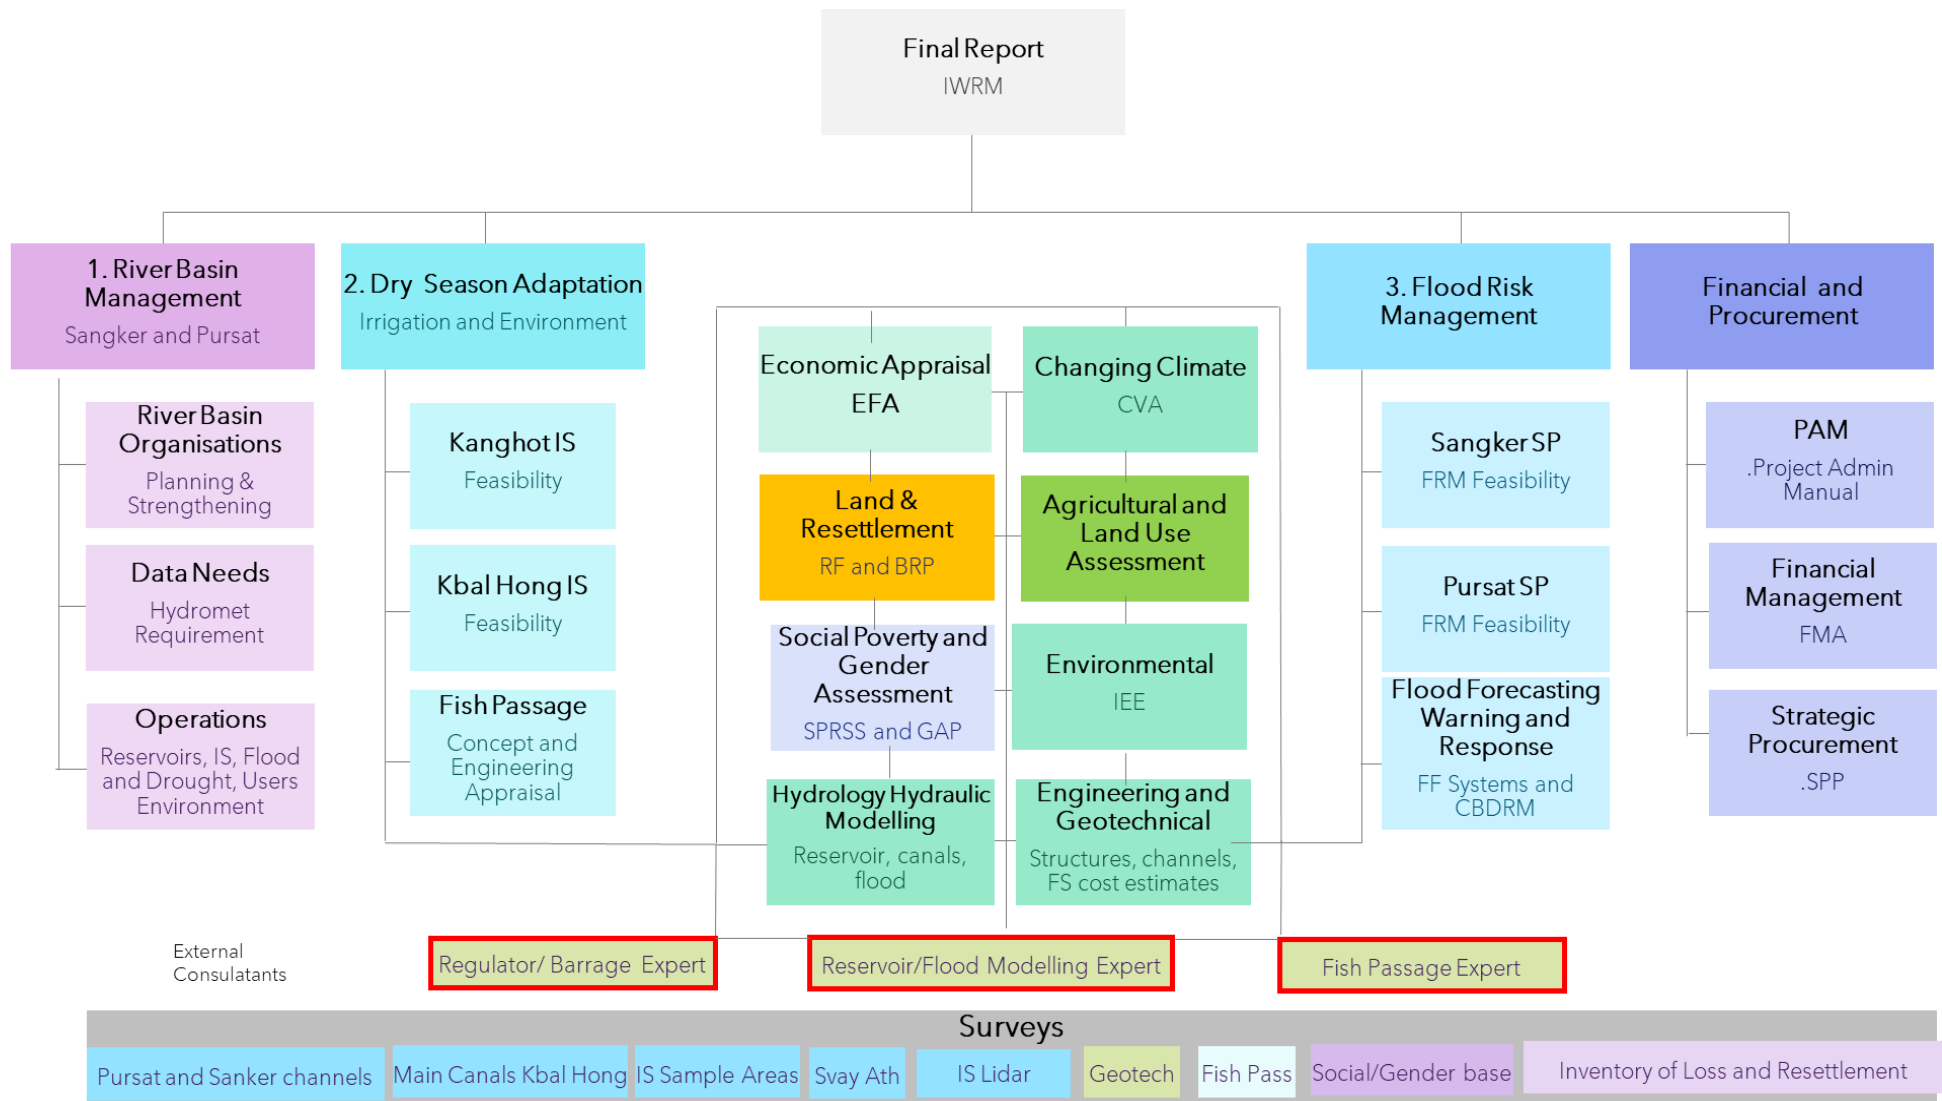 Final Report
IWRM
1. River Basin
Management
Sangker and Pursat
2. Dry Season Adaptation
Irrigation and Environment
3. Flood Risk
Management
Financial and
Procurement
River Basin
Organisations
Planning &
Strengthening
Data Needs
Hydromet
Requirement
Operations
Reservoirs, IS, Flood
and Drought, Users
Environment
Kanghot IS
Feasibility
Kbal Hong IS
Feasibility
Fish Passage
Concept and
Engineering
Appraisal
Economic Appraisal
EFA
Changing Climate
CVA
Land &
Resettlement
RF and BRP
Agricultural and
Land Use
Assessment
Social Poverty and
Gender
Assessment
SPRSS and GAP
Environmental
IEE
Hydrology Hydraulic
Modelling
Reservoir, canals,
flood
Engineering and
Geotechnical
Structures, channels,
FS cost estimates
Sangker SP
FRM Feasibility
Pursat SP
FRM Feasibility
Flood Forecasting
Warning and
Response
FF Systems and
CBDRM
PAM
.Project Admin
Manual
Financial
Management
FMA
Strategic
Procurement
.SPP
External
Consulatants
Regulator/ Barrage Expert
Reservoir/Flood Modelling Expert
Fish Passage Expert
Surveys
Pursat and Sanker channels
Main Canals Kbal Hong
IS Sample Areas
Svay Ath
IS Lidar
Geotech
Fish Pass
Social/Gender base
Inventory of Loss and Resettlement